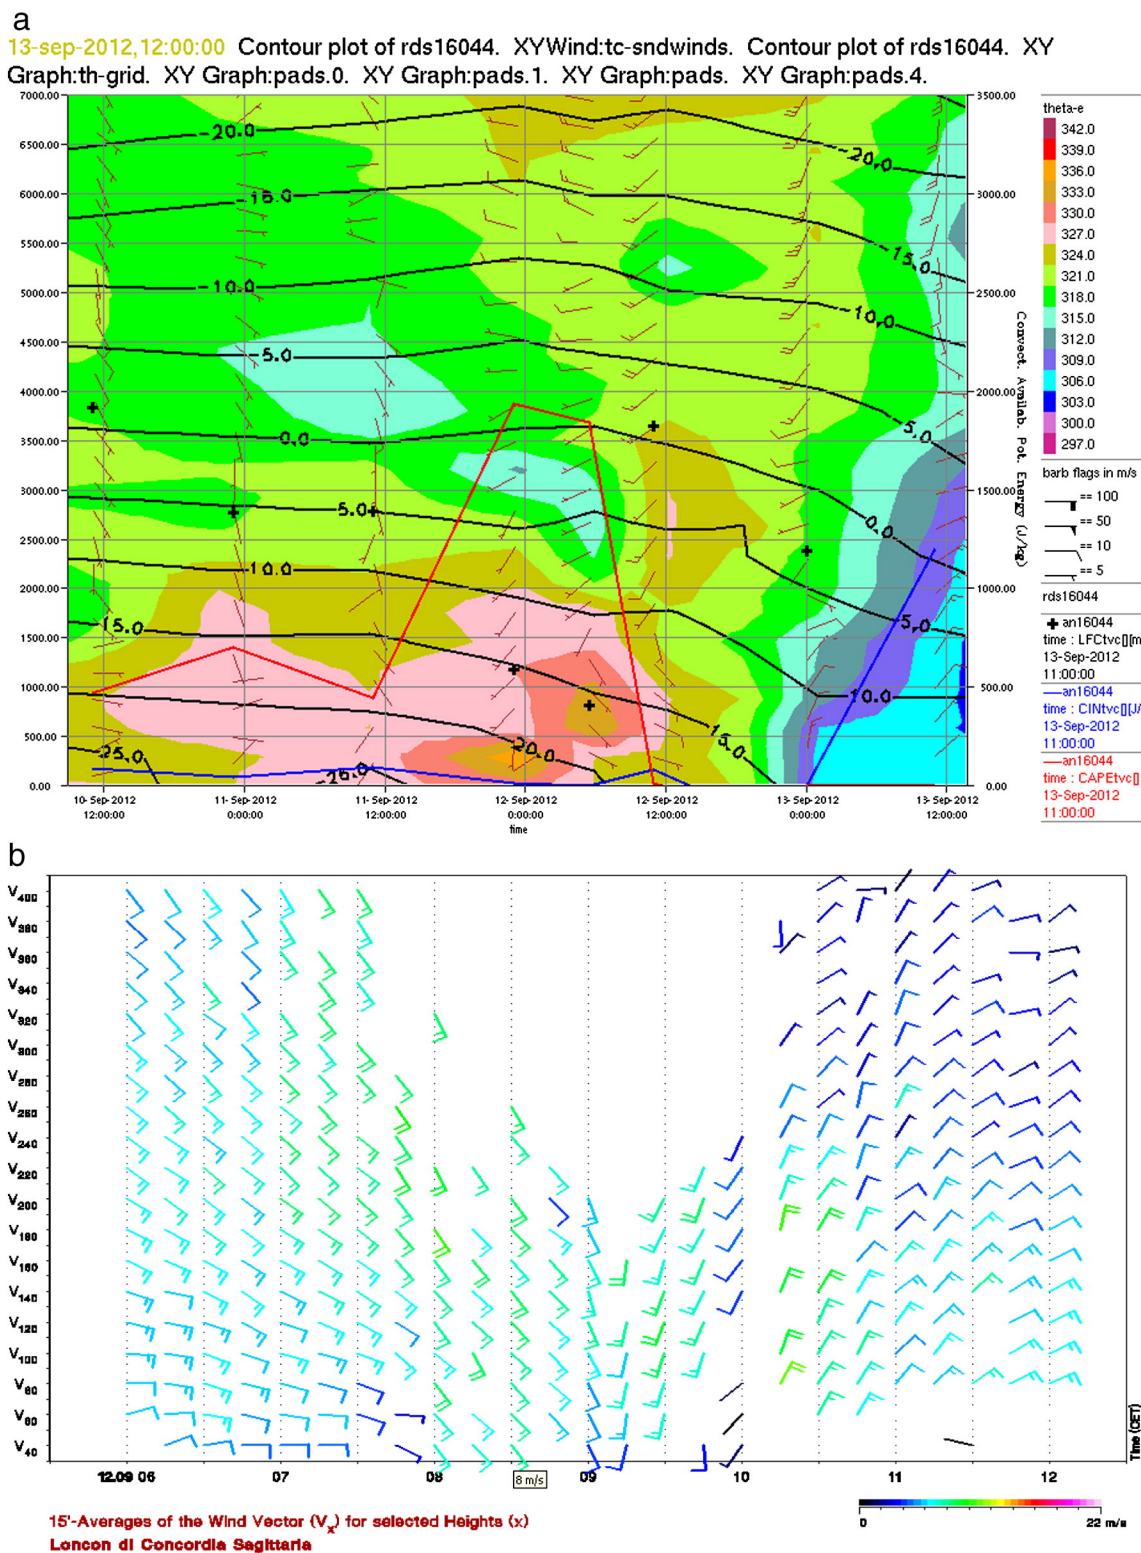 a
13-sep-2012,12:00:00 Contour plot of rds16044. XYWind:tc-sndwinds. Contour plot of rds16044. XY
Graph:th-grid. XY Graph:pads.0. XY Graph:pads.1. XY Graph:pads. XY Graph:pads.4.
7000.00
6500.00
6000.00
5500.00
5000.00
4500.00
4000.00
3500.00
3000.00
2500.00
2000.00
1500.00
1000.00
500.00
0.00
-20.0
-15.0
-10.0
-5.0
0.0
5.0
10.0
15.0
25.0
20.0
15.0
10.0
5.0
0.0
-10.0
-15.0
-20.0
3500.00
3000.00
2500.00
2000.00
1500.00
1000.00
500.00
0.00
Convect. Availab. Pot. Energy (J/kg)
10-Sep-2012 11-Sep-2012 11-Sep-2012 12-Sep-2012 12-Sep-2012 13-Sep-2012 13-Sep-2012
12:00:00 0:00:00 12:00:00 0:00:00 12:00:00 0:00:00 12:00:00
time
theta-e
342.0
339.0
336.0
333.0
330.0
327.0
324.0
321.0
318.0
315.0
312.0
309.0
306.0
303.0
300.0
297.0
barb flags in m/s
== 100
== 50
== 10
== 5
rds16044
an16044
time : LFCtvc[][m
13-Sep-2012
11:00:00
an16044
time : CINtvc[][J/
13-Sep-2012
11:00:00
an16044
time : CAPEtvc[]
13-Sep-2012
11:00:00
b
V400
V380
V360
V340
V320
V300
V280
V260
V240
V220
V200
V180
V160
V140
V120
V100
V80
V60
V40
12.09 06 07 08 09 10 11 12
8 m/s
Time (CET)
0 22 m/s
15'-Averages of the Wind Vector (Vx) for selected Heights (x)
Loncon di Concordia Sagittaria